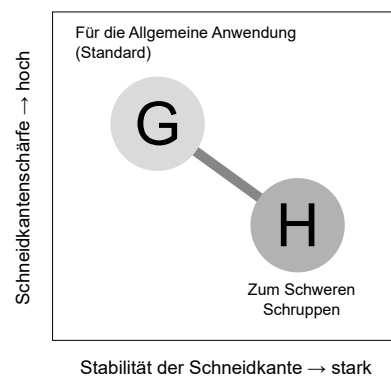 Für die Allgemeine Anwendung
(Standard)
G
H
Zum Schweren
Schruppen
Schneidkantenschärfe → hoch
Stabilität der Schneidkante → stark